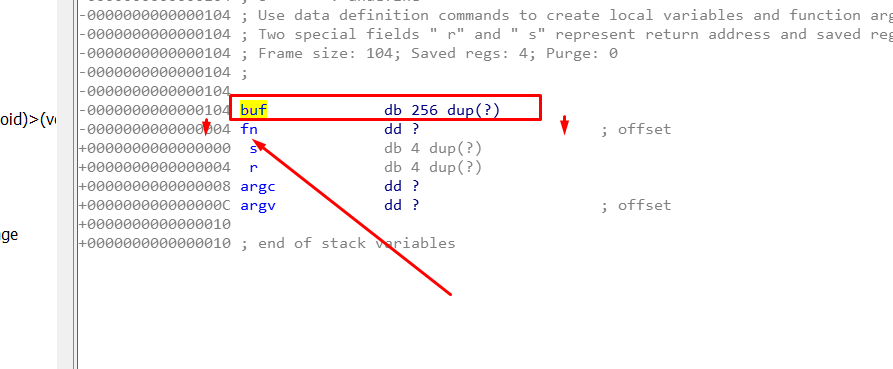 -0000000000000104 ; Use data definition commands to create local variables and function arg
-0000000000000104 ; Two special fields " r" and " s" represent return address and saved reg
-0000000000000104 ; Frame size: 104; Saved regs: 4; Purge: 0
-0000000000000104 ;
-0000000000000104
oid)>(vo
-0000000000000104 buf db 256 dup(?)
-0000000000000004 fn dd ? ; offset
+0000000000000000 s db 4 dup(?)
+0000000000000004 r db 4 dup(?)
+0000000000000008 argc dd ?
+000000000000000C argv dd ? ; offset
+0000000000000010
age
+0000000000000010 ; end of stack variables